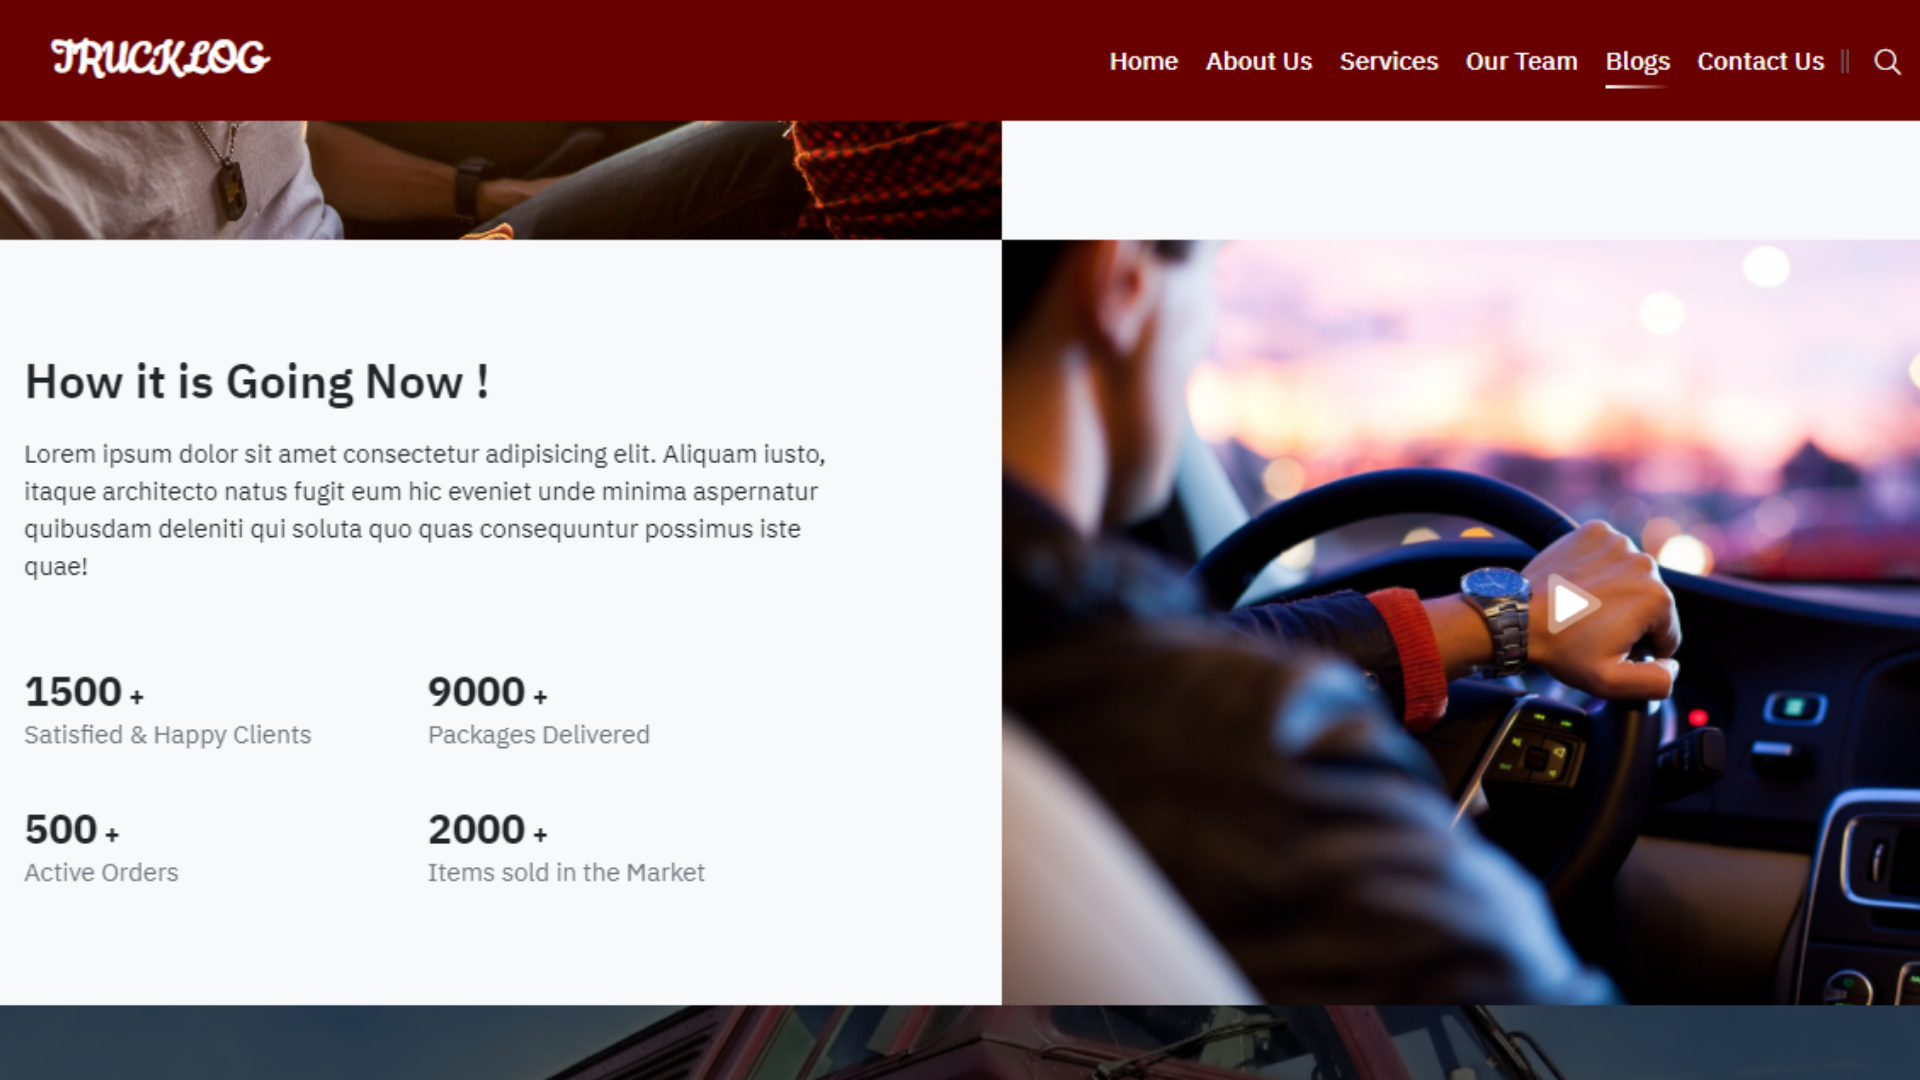 TRUCKLOG
Home About Us Services Our Team Blogs Contact Us
How it is Going Now !
Lorem ipsum dolor sit amet consectetur adipisicing elit. Aliquam iusto,
itaque architecto natus fugit eum hic eveniet unde minima aspernatur
quibusdam deleniti qui soluta quo quas consequuntur possimus iste
quae!
1500 + 9000 +
Satisfied & Happy Clients Packages Delivered
500 + 2000 +
Active Orders Items sold in the Market